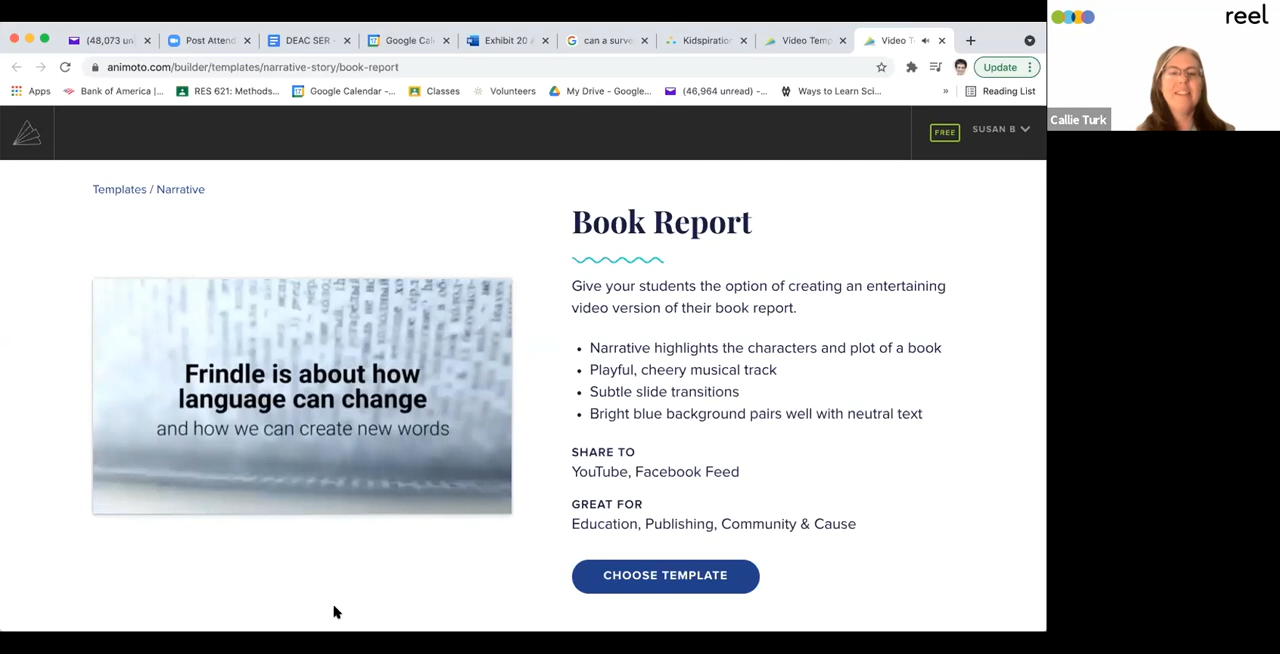 reel
(48,073 un
Post Attend
DEAC SER -
Google Cal
Exhibit 20
can a surve
Kidspiration
Video Temp
Video T
animoto.com/builder/templates/narrative-story/book-report
Update
Apps
Bank of America |...
RES 621: Methods...
Google Calendar -...
Classes
Volunteers
My Drive - Google...
(46,964 unread) -...
Ways to Learn Sci...
»
Reading List
Callie Turk
FREE
SUSAN B
Templates / Narrative
Book Report
Give your students the option of creating an entertaining
video version of their book report.
• Narrative highlights the characters and plot of a book
• Playful, cheery musical track
• Subtle slide transitions
• Bright blue background pairs well with neutral text
SHARE TO
YouTube, Facebook Feed
GREAT FOR
Education, Publishing, Community & Cause
CHOOSE TEMPLATE
Frindle is about how
language can change
and how we can create new words